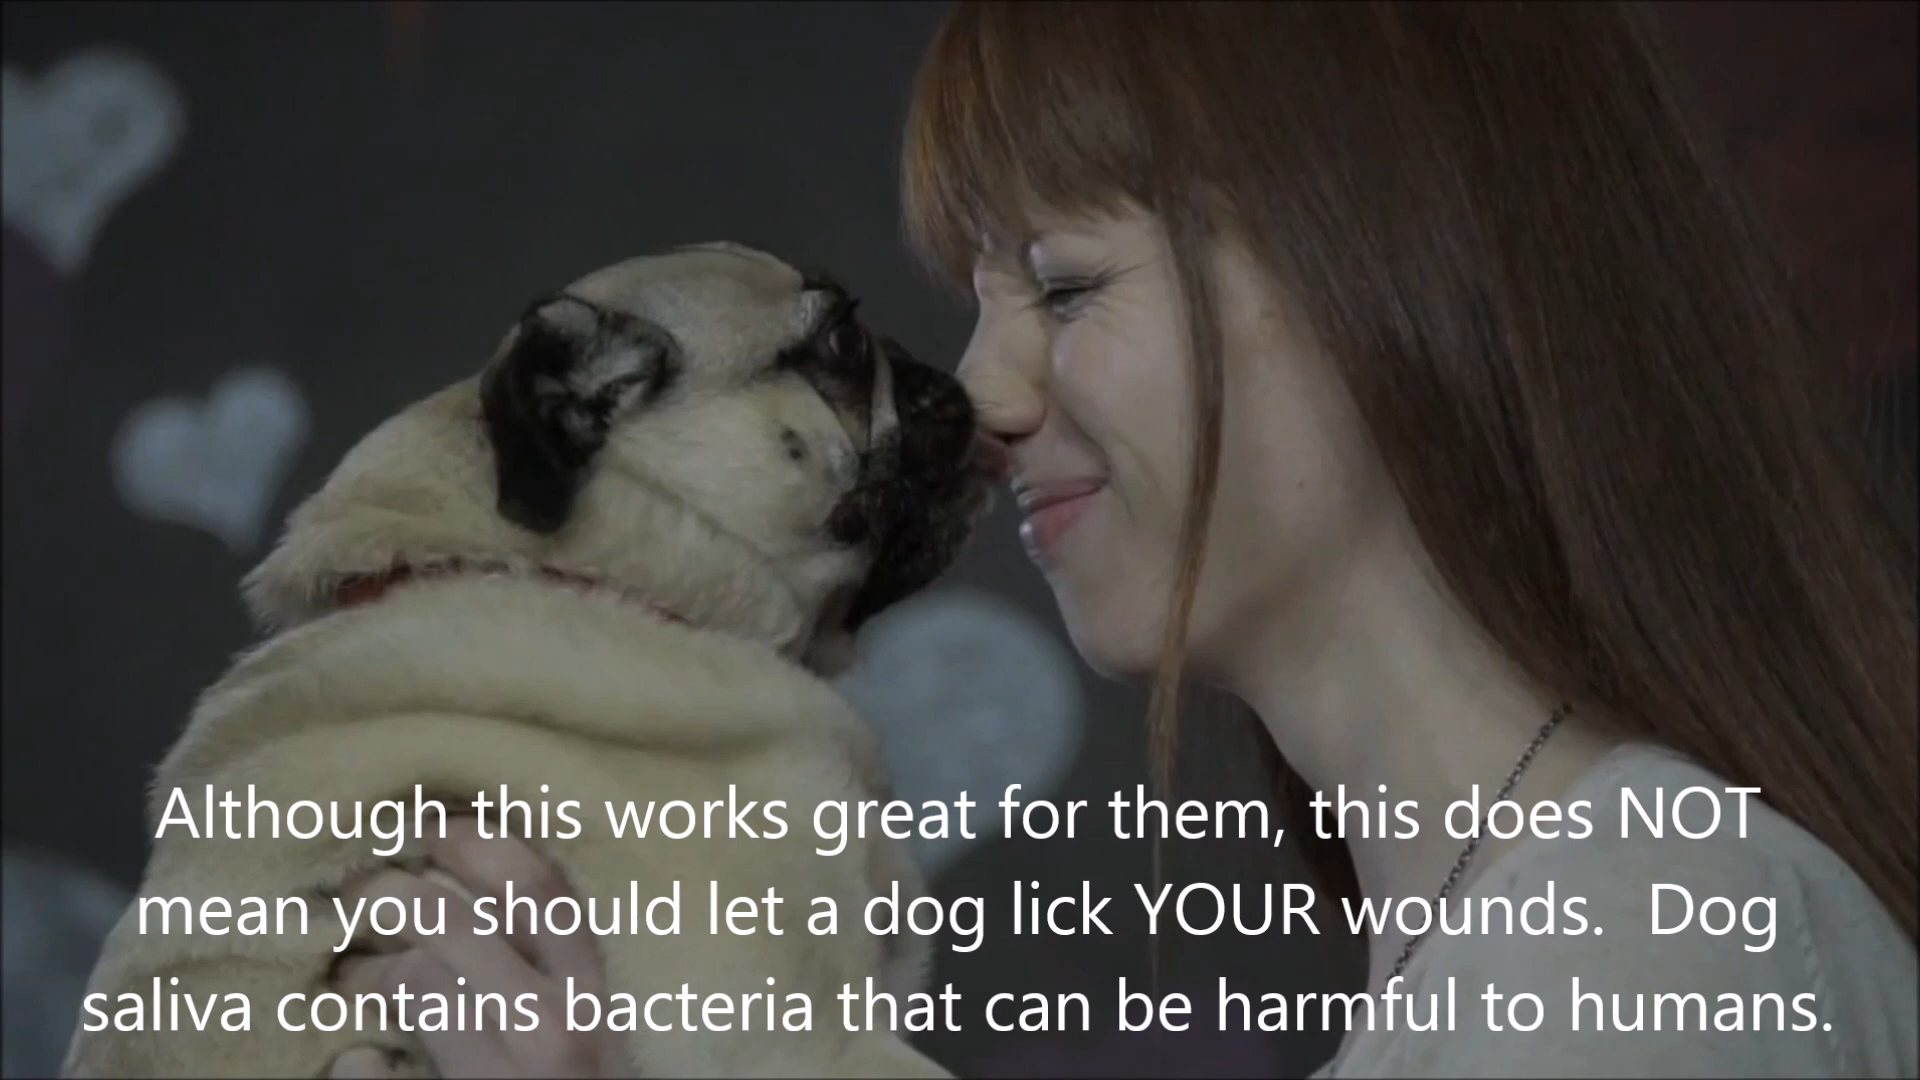 Although this works great for them, this does NOT
mean you should let a dog lick YOUR wounds.  Dog
saliva contains bacteria that can be harmful to humans.